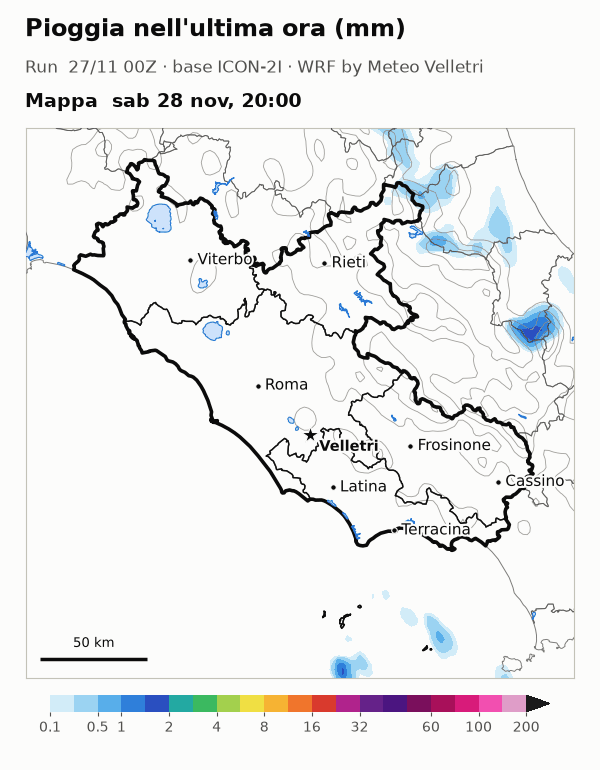 Pioggia nell'ultima ora (mm)
Run  27/11 00Z · base ICON-2I · WRF by Meteo Velletri
Mappa  sab 28 nov, 20:00
Viterbo
Rieti
Roma
Velletri
Frosinone
Latina
Cassino
Terracina
50 km
0.1 0.5 1 2 4 8 16 32 60 100 200